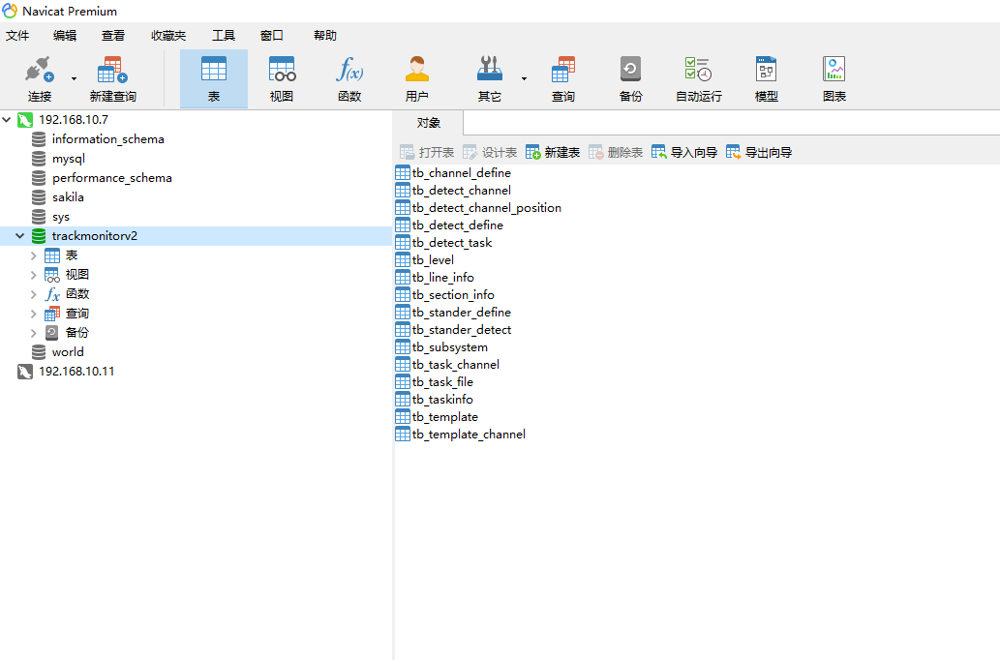 Navicat Premium
文件 编辑 查看 收藏夹 工具 窗口 帮助
连接 新建查询 表 视图 函数 用户 其它 查询 备份 自动运行 模型 图表
192.168.10.7
information_schema
mysql
performance_schema
sakila
sys
trackmonitorv2
表
视图
函数
查询
备份
world
192.168.10.11
对象
打开表 设计表 新建表 删除表 导入向导 导出向导
tb_channel_define
tb_detect_channel
tb_detect_channel_position
tb_detect_define
tb_detect_task
tb_level
tb_line_info
tb_section_info
tb_stander_define
tb_stander_detect
tb_subsystem
tb_task_channel
tb_task_file
tb_taskinfo
tb_template
tb_template_channel